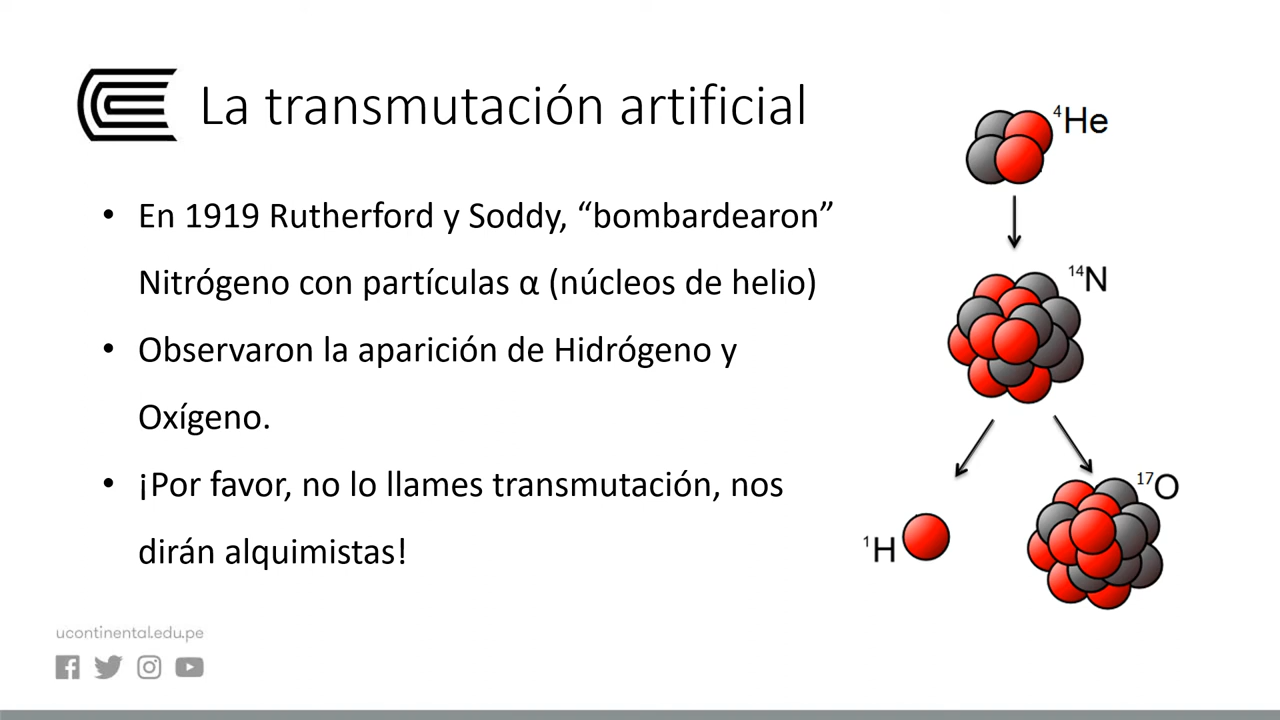 La transmutación artificial
• En 1919 Rutherford y Soddy, “bombardearon”
Nitrógeno con partículas α (núcleos de helio)
• Observaron la aparición de Hidrógeno y
Oxígeno.
• ¡Por favor, no lo llames transmutación, nos
dirán alquimistas!
⁴He
¹⁴N
¹H
¹⁷O
ucontinental.edu.pe